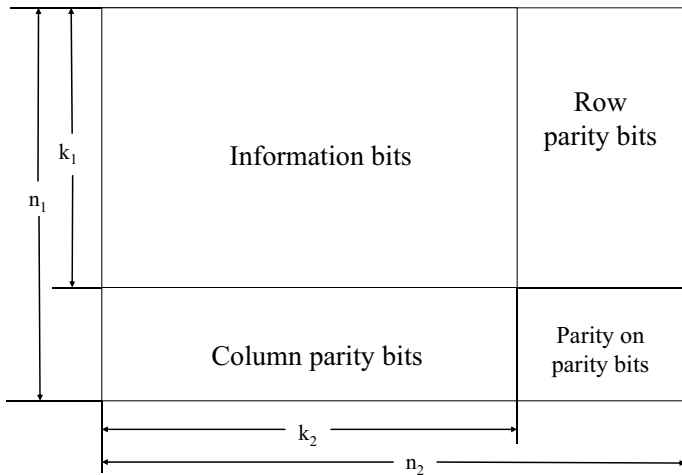 Row
parity bits
k₁
Information bits
n₁
Parity on
parity bits
Column parity bits
k₂
n₂